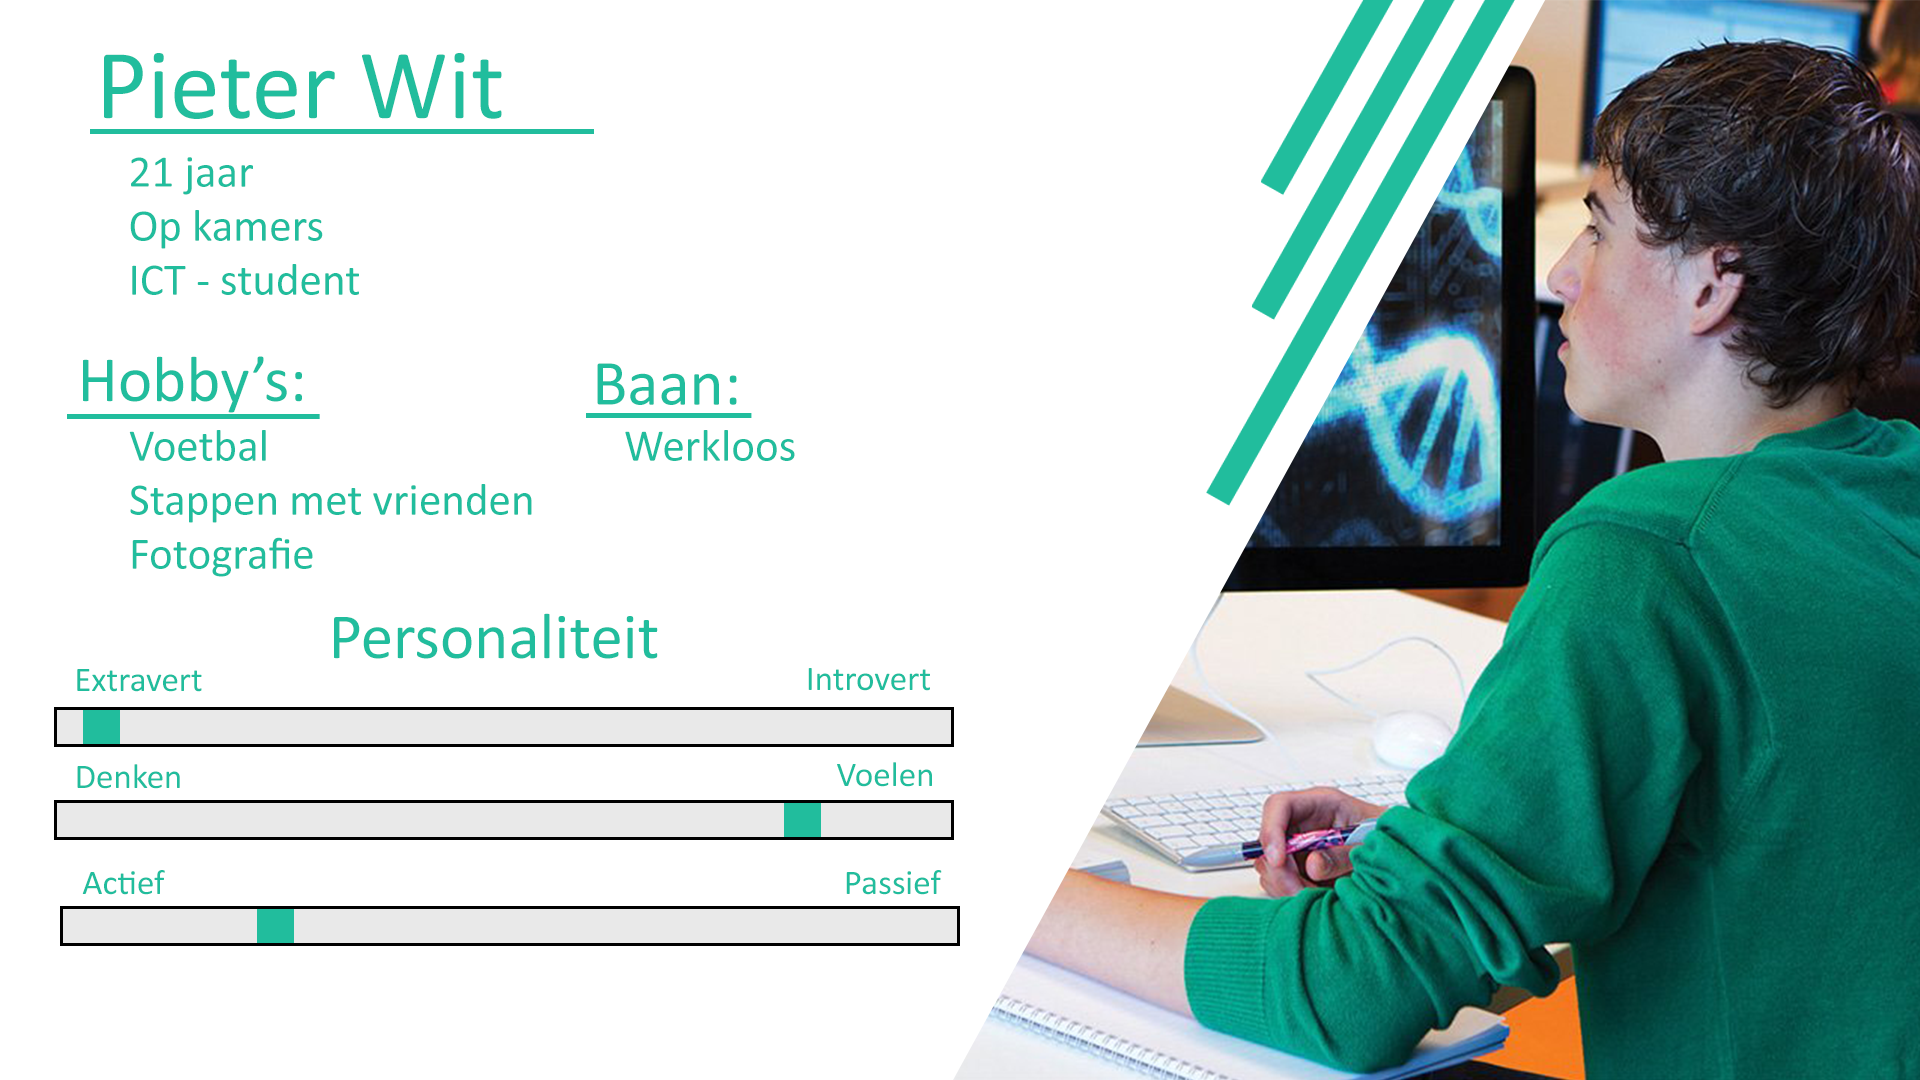 Pieter Wit
21 jaar
Op kamers
ICT - student
Hobby's:
Voetbal
Stappen met vrienden
Fotografie
Baan:
Werkloos
Personaliteit
Extravert Introvert
Denken Voelen
Actief Passief